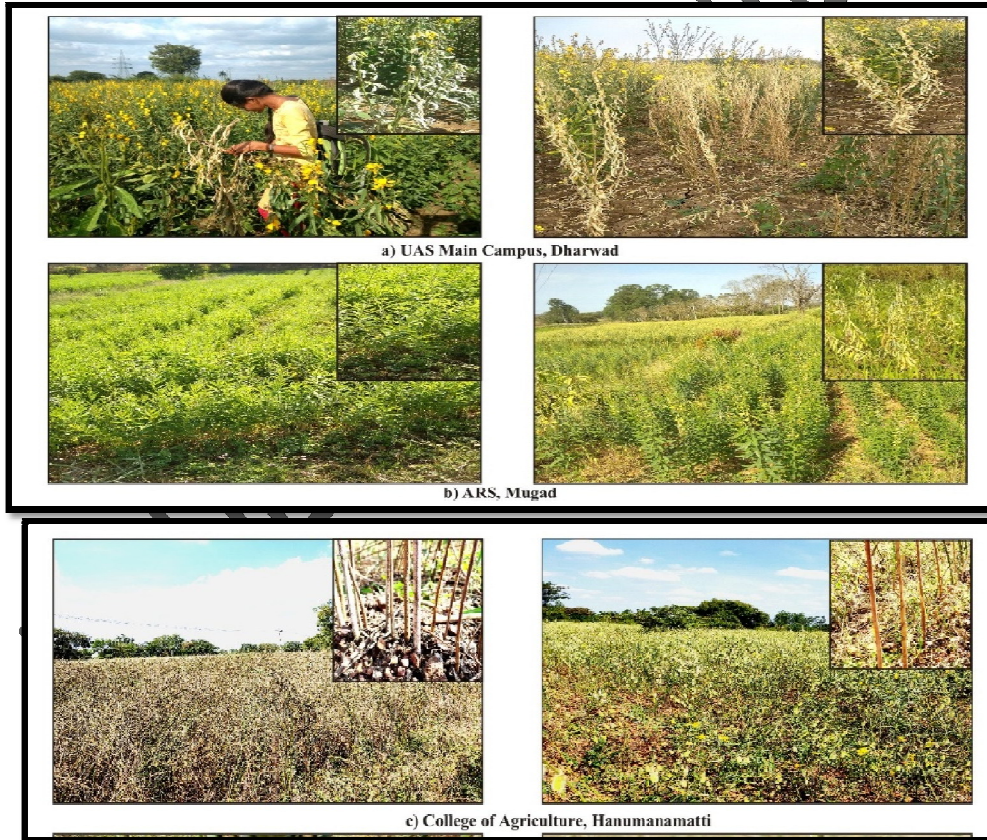 a) UAS Main Campus, Dharwad
b) ARS, Mugad
c) College of Agriculture, Hanumanamatti